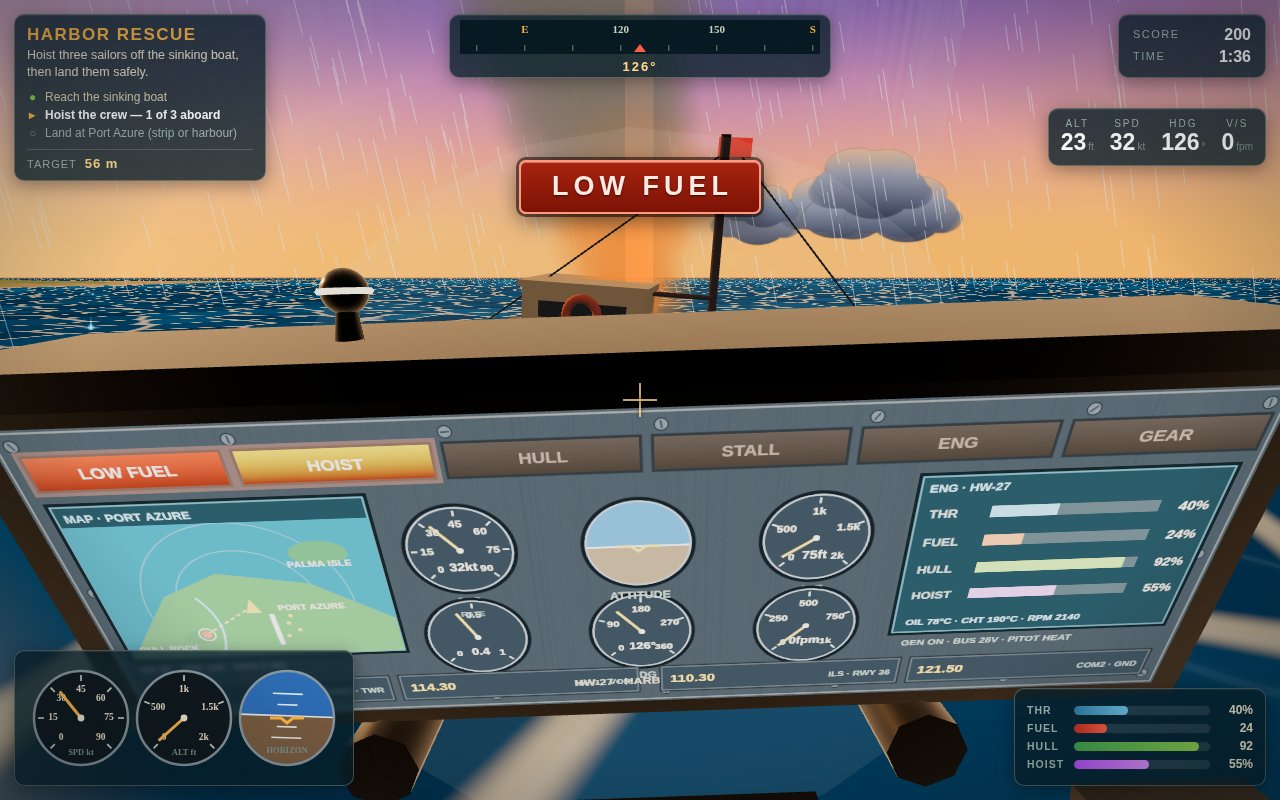 HARBOR RESCUE
Hoist three sailors off the sinking boat,
then land them safely.
Reach the sinking boat
Hoist the crew — 1 of 3 aboard
Land at Port Azure (strip or harbour)
TARGET 56 m
E 120 150 S
126°
SCORE 200
TIME 1:36
ALT SPD HDG V/S
23 ft 32 kt 126° 0 fpm
LOW FUEL
LOW FUEL HOIST HULL STALL ENG GEAR
MAP · PORT AZURE
PALMA ISLE
PORT AZURE
0 15 30 45 60 75 90
32kt
ATTITUDE
0 500 1k 1.5k 2k
75ft
0 0.5 1
0.4
0 90 180 270 360
126°
DG
0 250 500 750 1k
0fpm
ENG · HW-27
THR 40%
FUEL 24%
HULL 92%
HOIST 55%
OIL 78°C · CHT 190°C · RPM 2140
GEN ON · BUS 28V · PITOT HEAT
· TWR
114.30
110.30 ILS · RWY 36
121.50 COM2 · GND
0 15 30 45 60 75 90
SPD kt
0 500 1k 1.5k 2k
ALT ft
HORIZON
THR 40%
FUEL 24
HULL 92
HOIST 55%